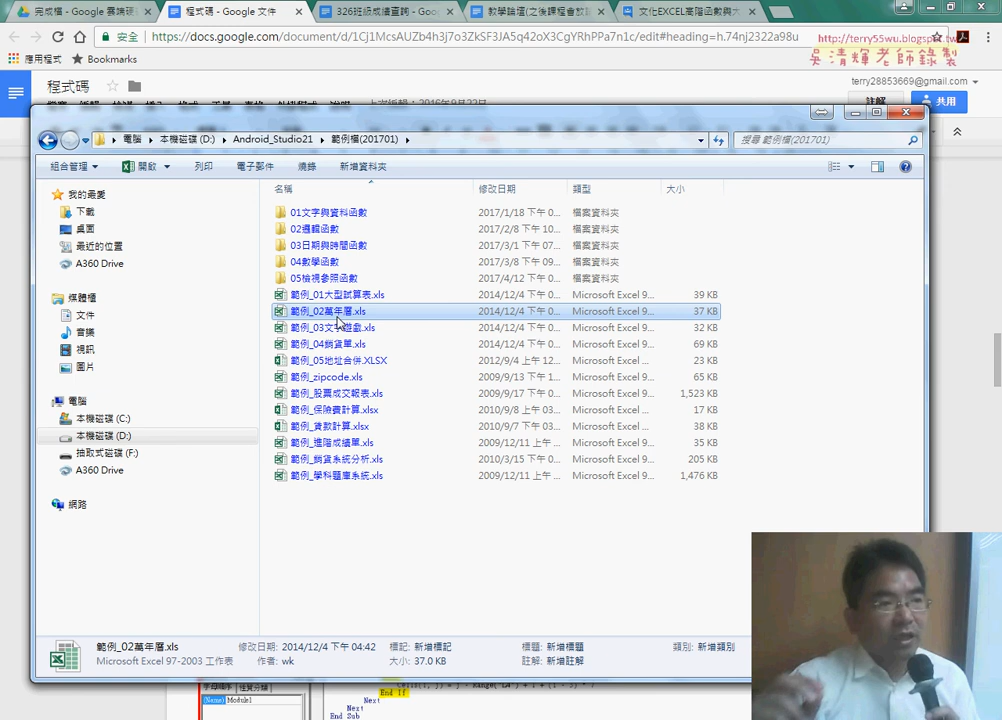 完成檔 - Google 雲端硬
程式碼 - Google 文件
326班級成績查詢 - Goo
教學論壇(之後課程會放
文化EXCEL高階函數與
安全
https://docs.google.com/document/d/1Cj1McsAUZb4h3j7o3ZkSF3JA5q42oX3CgYRhPPa7n1c/edit#heading=h.74nj2322a98u
http://terry55wu.blogspot.tw
吳清輝老師錄製
應用程式
Bookmarks
程式碼
terry28853669@gmail.com
註解
共用
電腦
本機磁碟 (D:)
Android_Studio21
範例檔(201701)
搜尋 範例檔(201701)
組合管理
開啟
列印
電子郵件
燒錄
新增資料夾
名稱
修改日期
類型
大小
我的最愛
下載
桌面
最近的位置
A360 Drive
媒體櫃
文件
音樂
視訊
圖片
電腦
本機磁碟 (C:)
本機磁碟 (D:)
抽取式磁碟 (F:)
A360 Drive
網路
01文字與資料函數 2017/1/18 下午 0... 檔案資料夾
02邏輯函數 2017/2/8 下午 10... 檔案資料夾
03日期與時間函數 2017/3/1 下午 07... 檔案資料夾
04數學函數 2017/3/8 下午 09... 檔案資料夾
05檢視參照函數 2017/4/12 下午 0... 檔案資料夾
範例_01大型試算表.xls 2014/12/4 下午 0... Microsoft Excel 9... 39 KB
範例_02萬年曆.xls 2014/12/4 下午 0... Microsoft Excel 9... 37 KB
範例_03文字遊戲.xls 2014/12/4 下午 0... Microsoft Excel 9... 32 KB
範例_04銷貨單.xls 2014/12/4 下午 0... Microsoft Excel 9... 69 KB
範例_05地址合併.XLSX 2012/9/4 上午 12... Microsoft Excel ... 23 KB
範例_zipcode.xls 2009/9/13 下午 1... Microsoft Excel 9... 65 KB
範例_股票成交報表.xls 2009/9/17 下午 0... Microsoft Excel 9... 1,523 KB
範例_保險費計算.xlsx 2010/9/8 上午 03... Microsoft Excel ... 17 KB
範例_貸款計算.xlsx 2010/9/8 下午 03... Microsoft Excel ... 38 KB
範例_進階成績單.xls 2009/12/11 上午 ... Microsoft Excel 9... 35 KB
範例_銷貨系統分析.xls 2010/3/15 下午 0... Microsoft Excel 9... 205 KB
範例_學科題庫系統.xls 2009/12/11 上午 ... Microsoft Excel 9... 1,476 KB
範例_02萬年曆.xls 修改日期: 2014/12/4 下午 04:42 標記: 新增標記 標題: 新增標題 類別: 新增類別
Microsoft Excel 97-2003 工作表 作者: wk 大小: 37.0 KB 註解: 新增註解
(Name) Module1
End If
Next
Next
End Sub